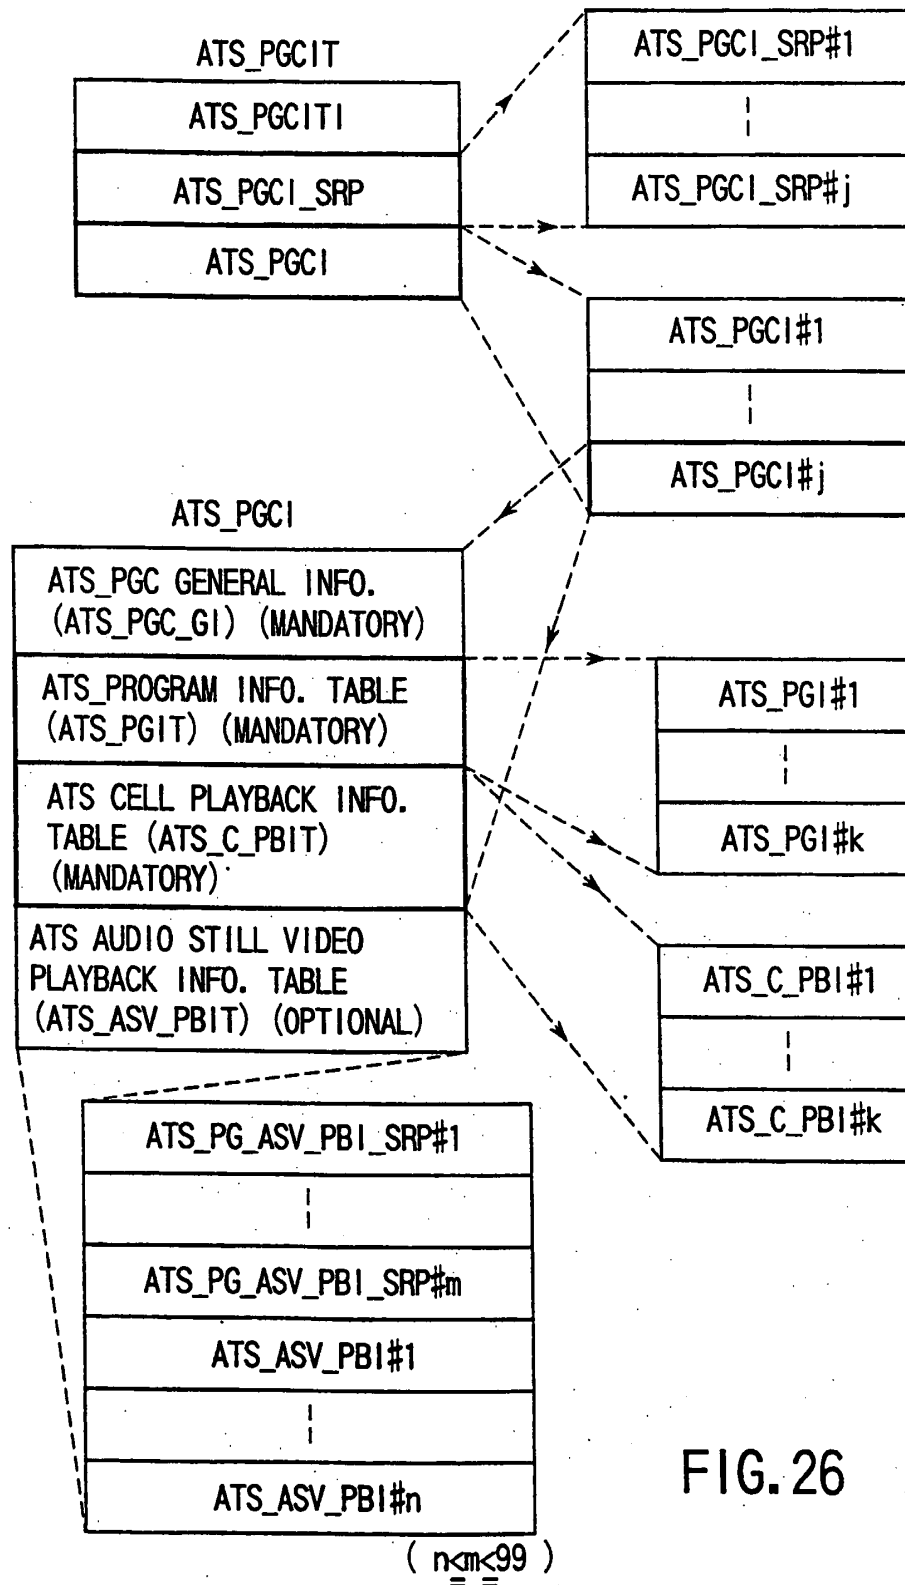 ATS_PGCIT
ATS_PGCITI
ATS_PGCI_SRP
ATS_PGCI
ATS_PGCI_SRP#1
ATS_PGCI_SRP#j
ATS_PGCI#1
ATS_PGCI#j
ATS_PGCI
ATS_PGC GENERAL INFO.
(ATS_PGC_GI) (MANDATORY)
ATS_PROGRAM INFO. TABLE
(ATS_PGIT) (MANDATORY)
ATS CELL PLAYBACK INFO.
TABLE (ATS_C_PBIT)
(MANDATORY)
ATS AUDIO STILL VIDEO
PLAYBACK INFO. TABLE
(ATS_ASV_PBIT) (OPTIONAL)
ATS_PGI#1
ATS_PGI#k
ATS_C_PBI#1
ATS_C_PBI#k
ATS_PG_ASV_PBI_SRP#1
ATS_PG_ASV_PBI_SRP#m
ATS_ASV_PBI#1
ATS_ASV_PBI#n
( n≦m≦99 )
FIG. 26